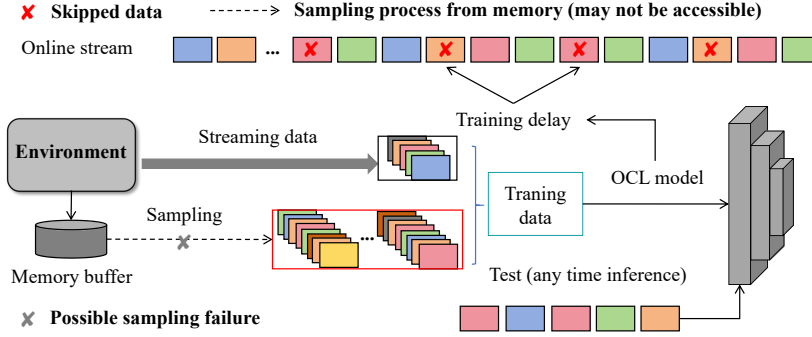 ✘ Skipped data
Sampling process from memory (may not be accessible)
Online stream
...
Training delay
Streaming data
Environment
OCL model
Traning
data
Sampling
...
Memory buffer
Test (any time inference)
✘ Possible sampling failure